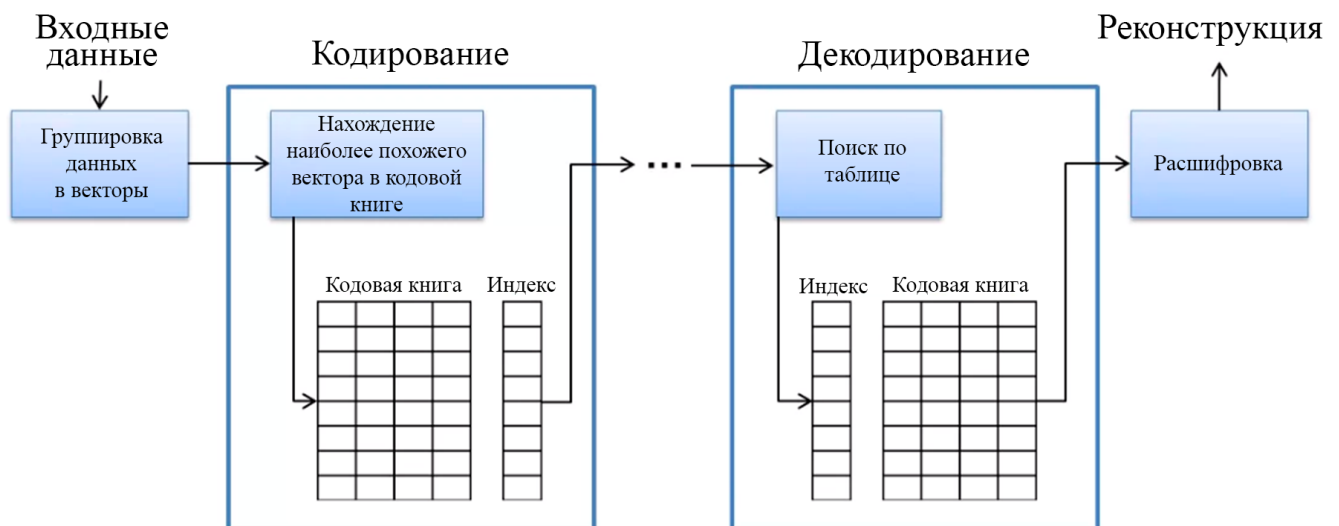 Входные
данные
Кодирование
Декодирование
Реконструкция
Группировка
данных
в векторы
Нахождение
наиболее похожего
вектора в кодовой
книге
...
Поиск по
таблице
Расшифровка
Кодовая книга
Индекс
Индекс
Кодовая книга